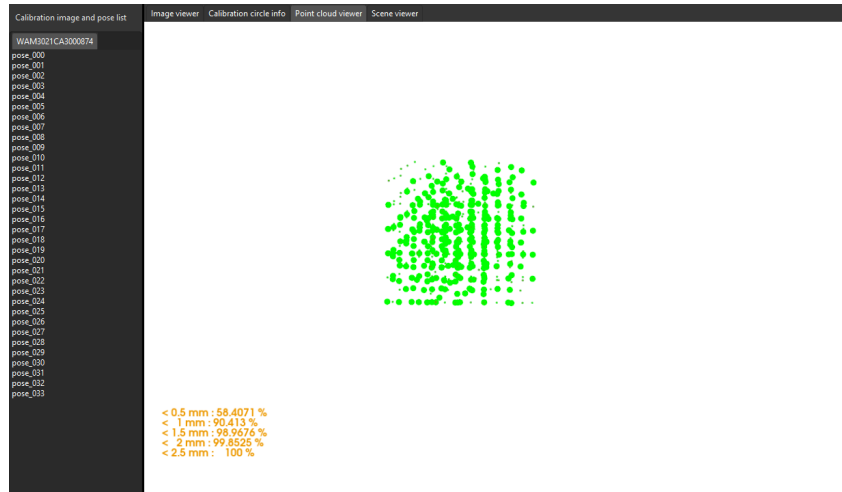 Calibration image and pose list
Image viewer Calibration circle info Point cloud viewer Scene viewer
WAM3021CA3000874
pose_000
pose_001
pose_002
pose_003
pose_004
pose_005
pose_006
pose_007
pose_008
pose_009
pose_010
pose_011
pose_012
pose_013
pose_014
pose_015
pose_016
pose_017
pose_018
pose_019
pose_020
pose_021
pose_022
pose_023
pose_024
pose_025
pose_026
pose_027
pose_028
pose_029
pose_030
pose_031
pose_032
pose_033
< 0.5 mm : 58.4071 %
< 1 mm : 90.413 %
< 1.5 mm : 98.9676 %
< 2 mm : 99.8525 %
< 2.5 mm : 100 %